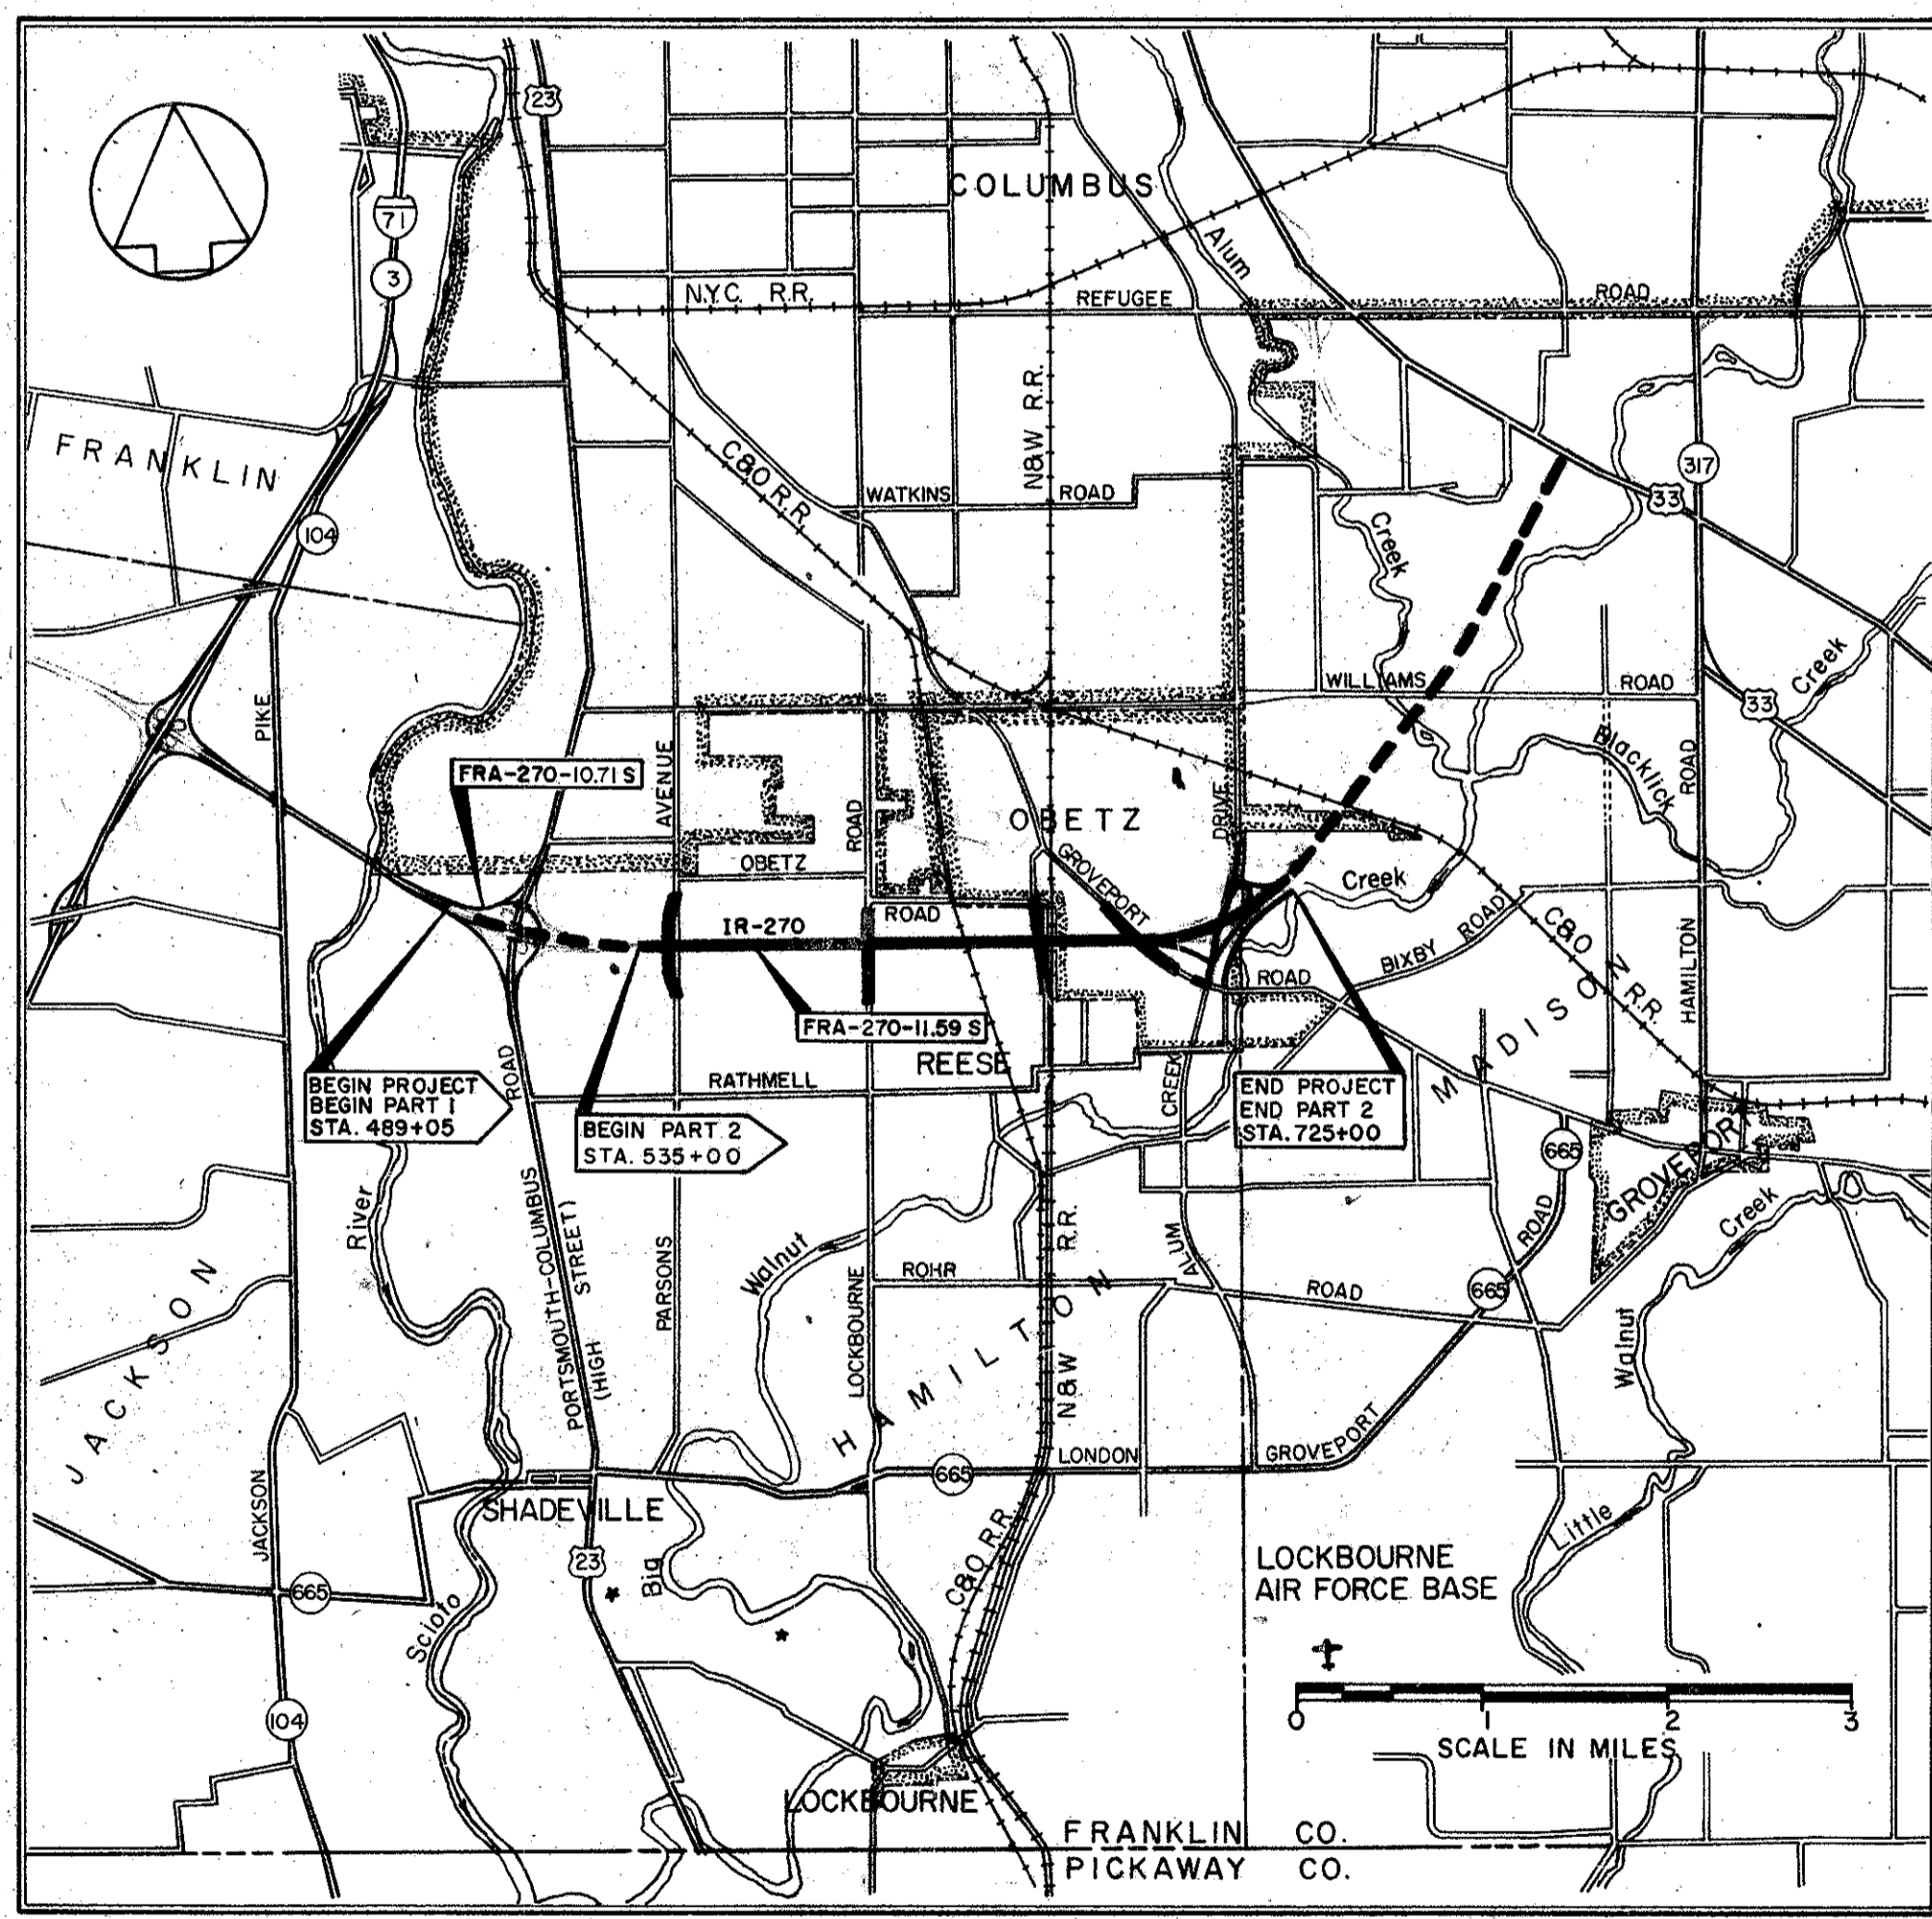 23
COLUMBUS
71
3
Alum
N.Y.C. R.R.
REFUGEE
ROAD
FRANKLIN
N&W R.R.
C&O R.R.
WATKINS
ROAD
317
33
104
Creek
WILLIAMS
ROAD
Creek
33
PIKE
Blacklick
AVENUE
FRA-270-10.71 S
ROAD
DRIVE
ROAD
OBETZ
OBETZ
GROVEPORT
Creek
ROAD
IR-270
BIXBY ROAD
C&O R.R.
HAMILTON
ROAD
FRA-270-11.59 S
MADISON
REESE
ROAD
RATHMELL
CREEK
BEGIN PROJECT
BEGIN PART 1
STA. 489+05
BEGIN PART 2
STA. 535+00
END PROJECT
END PART 2
STA. 725+00
665
GROVEPORT
River
PORTSMOUTH-COLUMBUS
(HIGH STREET)
PARSONS
Walnut
LOCKBOURNE
R.R.
ALUM
ROAD
Creek
ROHR
ROAD
665
JACKSON
HAMILTON
N&W
Walnut
JACKSON
LONDON
GROVEPORT
665
SHADEVILLE
C&O R.R.
Little
23
Big
LOCKBOURNE
AIR FORCE BASE
665
Scioto
104
0 1 2 3
SCALE IN MILES
LOCKBOURNE
FRANKLIN CO.
PICKAWAY CO.